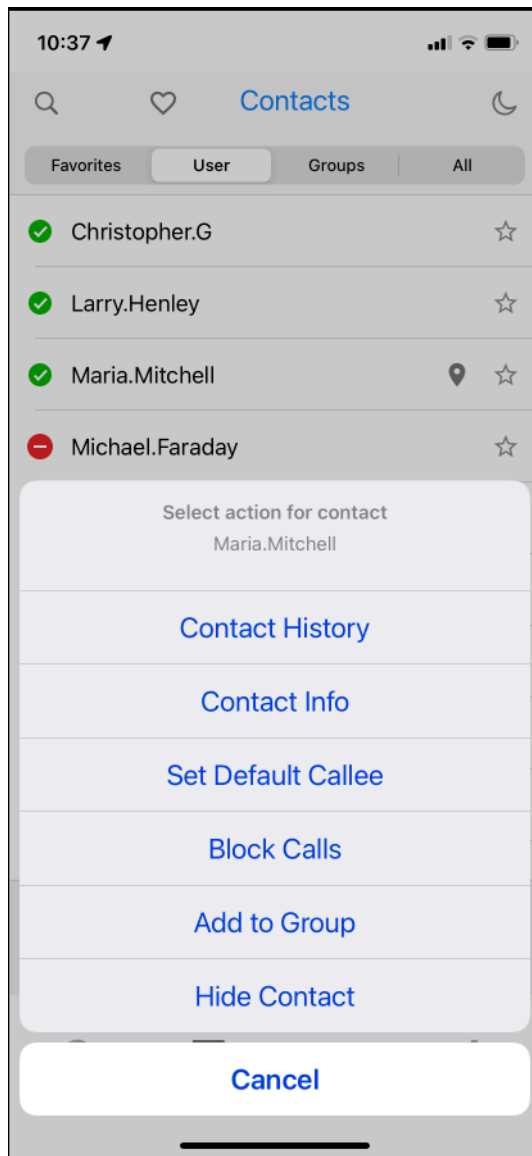 10:37
Contacts
Favorites User Groups All
Christopher.G
Larry.Henley
Maria.Mitchell
Michael.Faraday
Select action for contact
Maria.Mitchell
Contact History
Contact Info
Set Default Callee
Block Calls
Add to Group
Hide Contact
Cancel